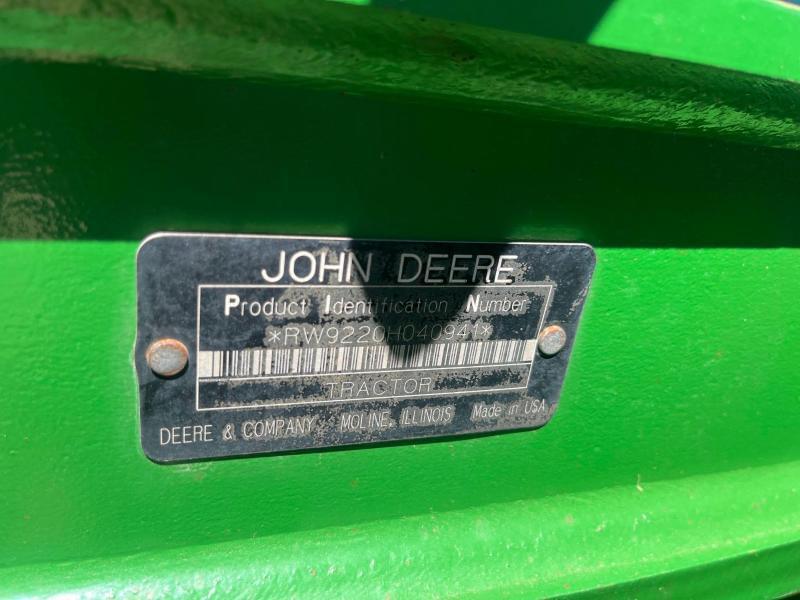 JOHN DEERE
Product Identification Number
*RW9220H040941*
TRACTOR
DEERE & COMPANY MOLINE, ILLINOIS Made in USA